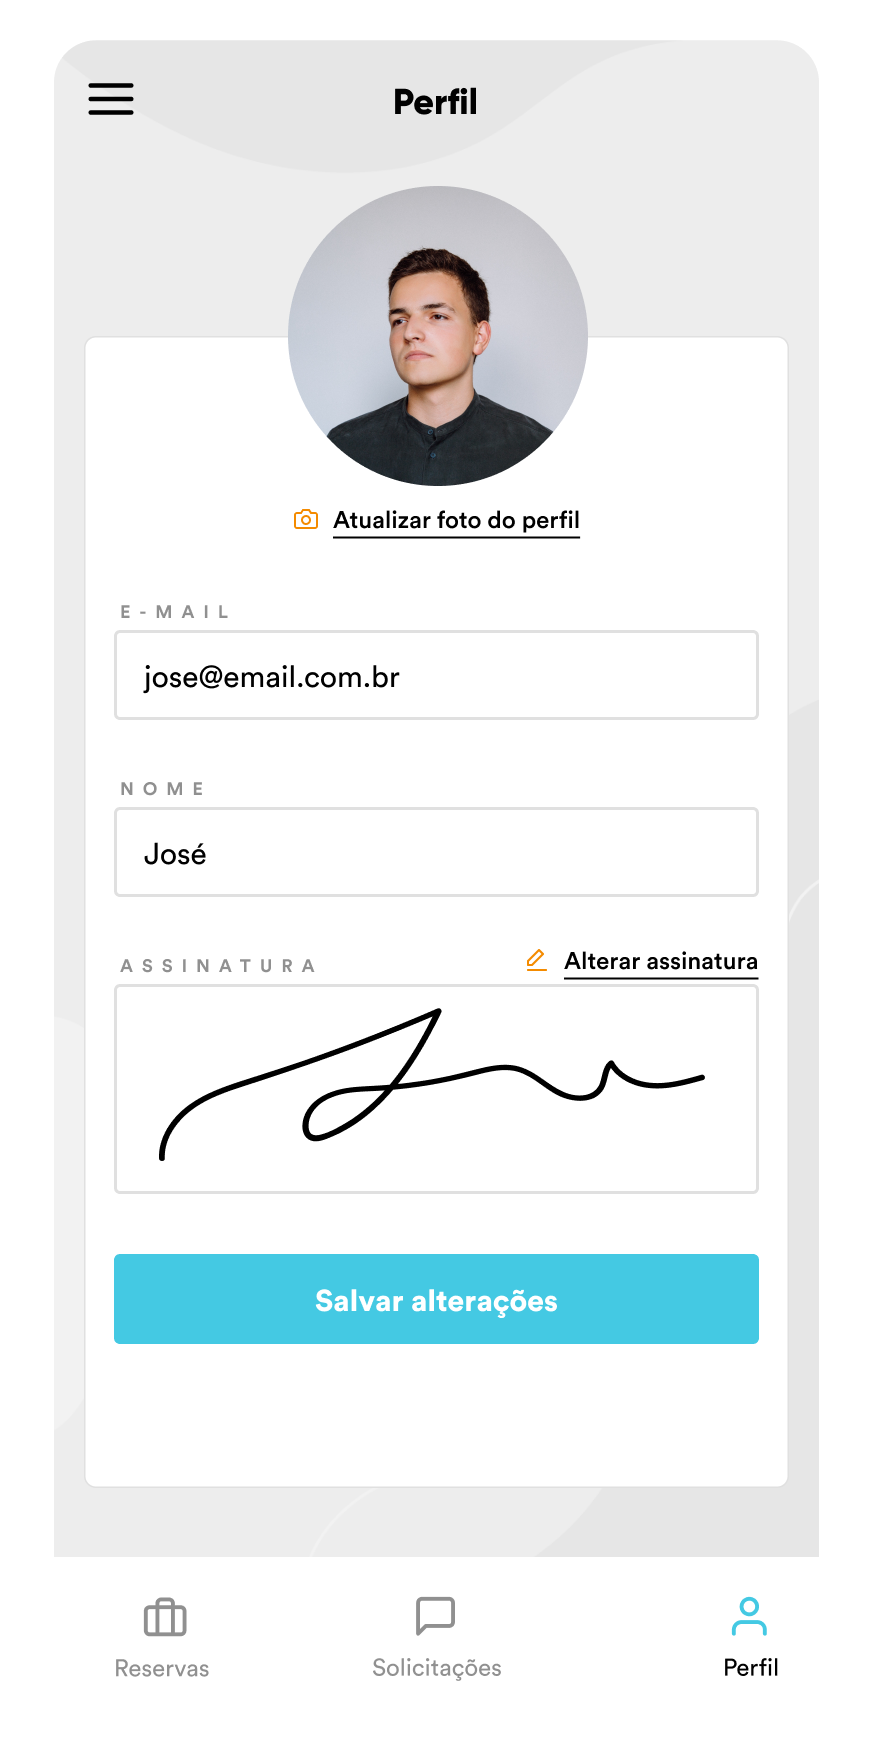 Perfil
Atualizar foto do perfil
E-MAIL
jose@email.com.br
NOME
José
ASSINATURA
Alterar assinatura
Salvar alterações
Reservas
Solicitações
Perfil